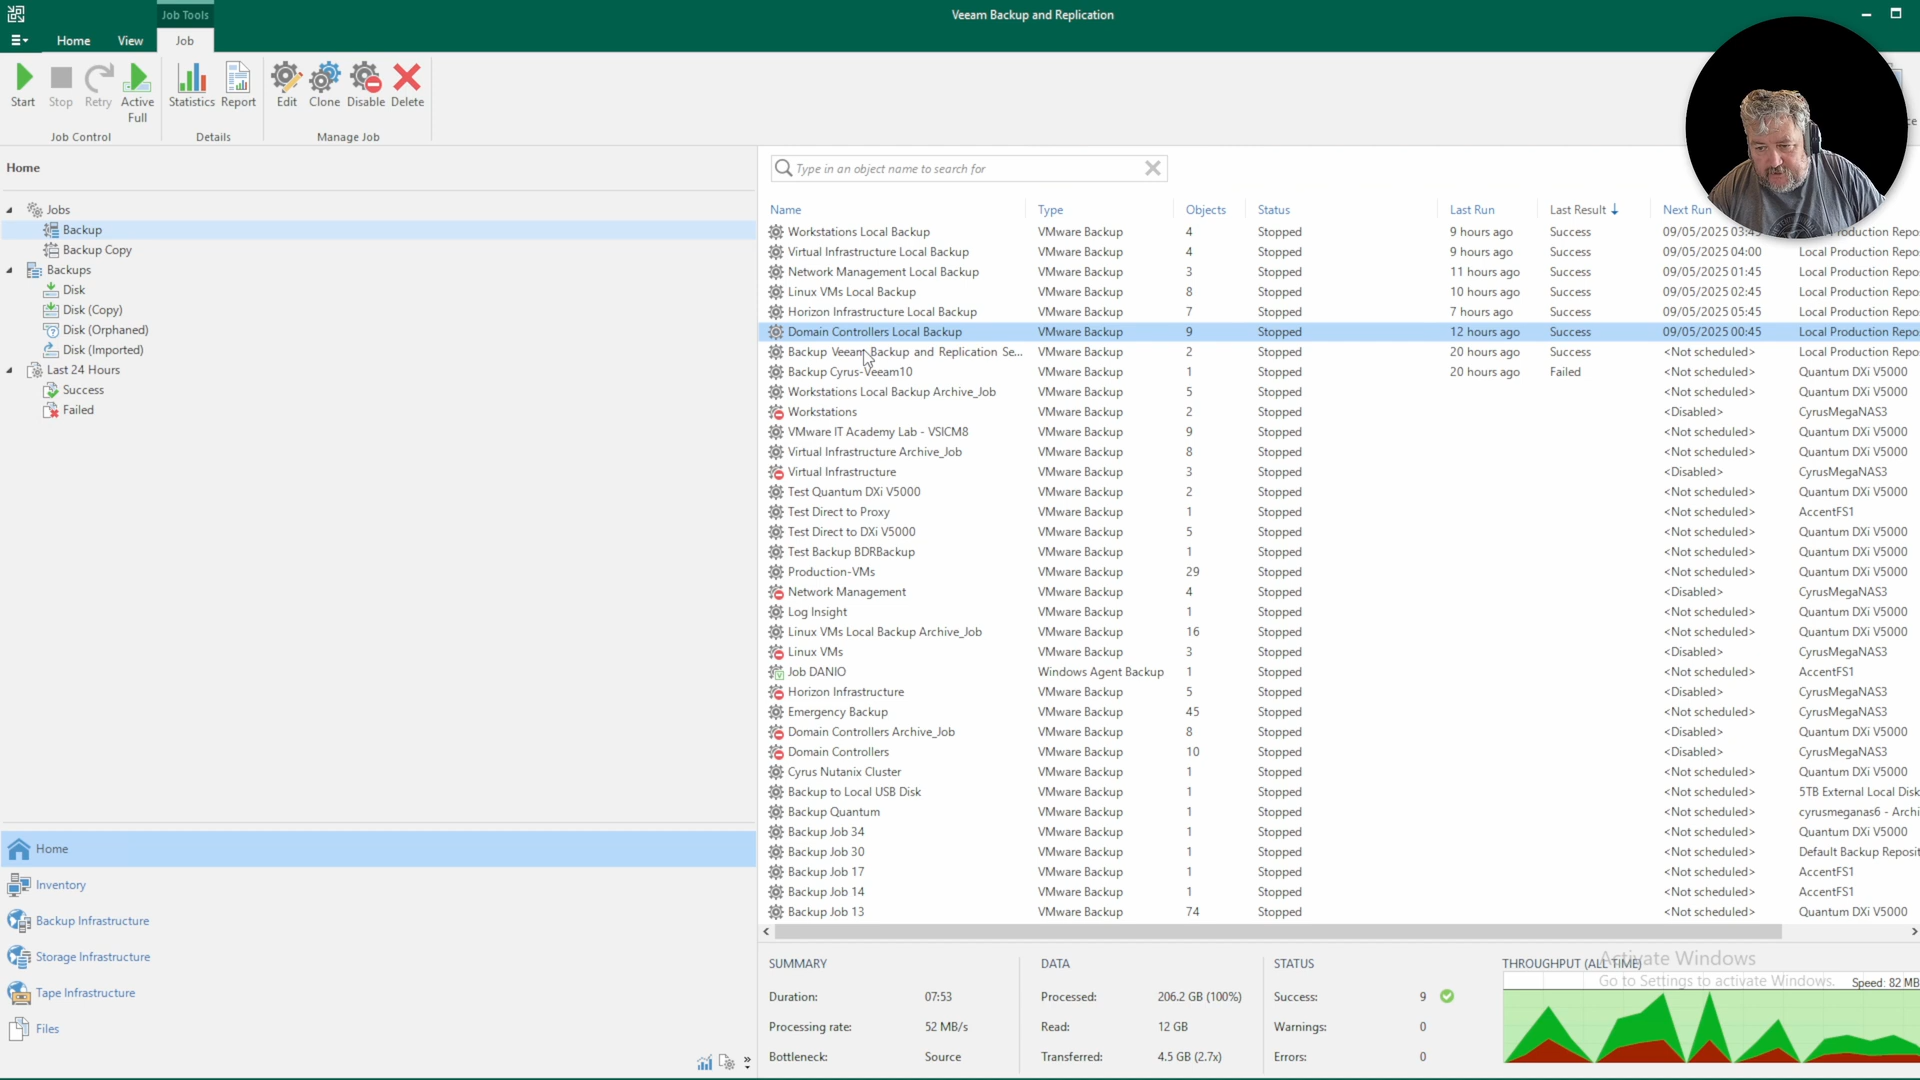 Job Tools
Veeam Backup and Replication
Home View Job
Start Stop Retry Active Full Statistics Report Edit Clone Disable Delete
Job Control Details Manage Job
Home
Type in an object name to search for
Jobs
Backup
Backup Copy
Backups
Disk
Disk (Copy)
Disk (Orphaned)
Disk (Imported)
Last 24 Hours
Success
Failed
Home
Inventory
Backup Infrastructure
Storage Infrastructure
Tape Infrastructure
Files
Name Type Objects Status Last Run Last Result Next Run
Workstations Local Backup VMware Backup 4 Stopped 9 hours ago Success 09/05/2025 03:45 Local Production Repo
Virtual Infrastructure Local Backup VMware Backup 4 Stopped 9 hours ago Success 09/05/2025 04:00 Local Production Repo
Network Management Local Backup VMware Backup 3 Stopped 11 hours ago Success 09/05/2025 01:45 Local Production Repo
Linux VMs Local Backup VMware Backup 8 Stopped 10 hours ago Success 09/05/2025 02:45 Local Production Repo
Horizon Infrastructure Local Backup VMware Backup 7 Stopped 7 hours ago Success 09/05/2025 05:45 Local Production Repo
Domain Controllers Local Backup VMware Backup 9 Stopped 12 hours ago Success 09/05/2025 00:45 Local Production Repo
Backup Veeam Backup and Replication Se... VMware Backup 2 Stopped 20 hours ago Success <Not scheduled> Local Production Repo
Backup Cyrus-Veeam10 VMware Backup 1 Stopped 20 hours ago Failed <Not scheduled> Quantum DXi V5000
Workstations Local Backup Archive_Job VMware Backup 5 Stopped <Not scheduled> Quantum DXi V5000
Workstations VMware Backup 2 Stopped <Disabled> CyrusMegaNAS3
VMware IT Academy Lab - VSICM8 VMware Backup 9 Stopped <Not scheduled> Quantum DXi V5000
Virtual Infrastructure Archive_Job VMware Backup 8 Stopped <Not scheduled> Quantum DXi V5000
Virtual Infrastructure VMware Backup 3 Stopped <Disabled> CyrusMegaNAS3
Test Quantum DXi V5000 VMware Backup 2 Stopped <Not scheduled> Quantum DXi V5000
Test Direct to Proxy VMware Backup 1 Stopped <Not scheduled> AccentFS1
Test Direct to DXi V5000 VMware Backup 5 Stopped <Not scheduled> Quantum DXi V5000
Test Backup BDRBackup VMware Backup 1 Stopped <Not scheduled> Quantum DXi V5000
Production-VMs VMware Backup 29 Stopped <Not scheduled> Quantum DXi V5000
Network Management VMware Backup 4 Stopped <Disabled> CyrusMegaNAS3
Log Insight VMware Backup 1 Stopped <Not scheduled> Quantum DXi V5000
Linux VMs Local Backup Archive_Job VMware Backup 16 Stopped <Not scheduled> Quantum DXi V5000
Linux VMs VMware Backup 3 Stopped <Disabled> CyrusMegaNAS3
Job DANIO Windows Agent Backup 1 Stopped <Not scheduled> AccentFS1
Horizon Infrastructure VMware Backup 5 Stopped <Disabled> CyrusMegaNAS3
Emergency Backup VMware Backup 45 Stopped <Not scheduled> CyrusMegaNAS3
Domain Controllers Archive_Job VMware Backup 8 Stopped <Disabled> Quantum DXi V5000
Domain Controllers VMware Backup 10 Stopped <Disabled> CyrusMegaNAS3
Cyrus Nutanix Cluster VMware Backup 1 Stopped <Not scheduled> Quantum DXi V5000
Backup to Local USB Disk VMware Backup 1 Stopped <Not scheduled> 5TB External Local Disk
Backup Quantum VMware Backup 1 Stopped <Not scheduled> cyrusmeganas6 - Archi
Backup Job 34 VMware Backup 1 Stopped <Not scheduled> Quantum DXi V5000
Backup Job 30 VMware Backup 1 Stopped <Not scheduled> Default Backup Reposit
Backup Job 17 VMware Backup 1 Stopped <Not scheduled> AccentFS1
Backup Job 14 VMware Backup 1 Stopped <Not scheduled> AccentFS1
Backup Job 13 VMware Backup 74 Stopped <Not scheduled> Quantum DXi V5000
SUMMARY DATA STATUS THROUGHPUT (ALL TIME)
Activate Windows
Go to Settings to activate Windows.
Speed: 82 MB
Duration: 07:53 Processed: 206.2 GB (100%) Success: 9
Processing rate: 52 MB/s Read: 12 GB Warnings: 0
Bottleneck: Source Transferred: 4.5 GB (2.7x) Errors: 0